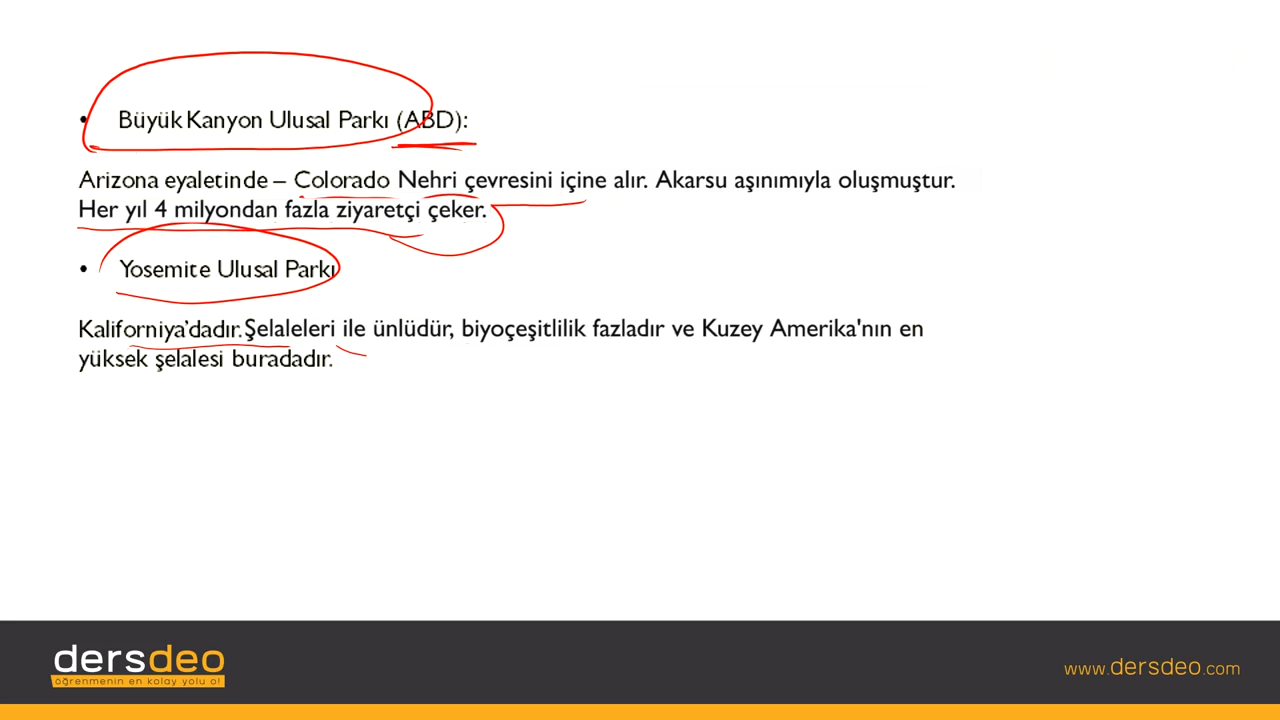 • Büyük Kanyon Ulusal Parkı (ABD):
Arizona eyaletinde – Colorado Nehri çevresini içine alır. Akarsu aşınımıyla oluşmuştur.
Her yıl 4 milyondan fazla ziyaretçi çeker.
• Yosemite Ulusal Parkı
Kaliforniya’dadır. Şelaleleri ile ünlüdür, biyoçeşitlilik fazladır ve Kuzey Amerika'nın en
yüksek şelalesi buradadır.
dersdeo
öğrenmenin en kolay yolu o!
www.dersdeo.com